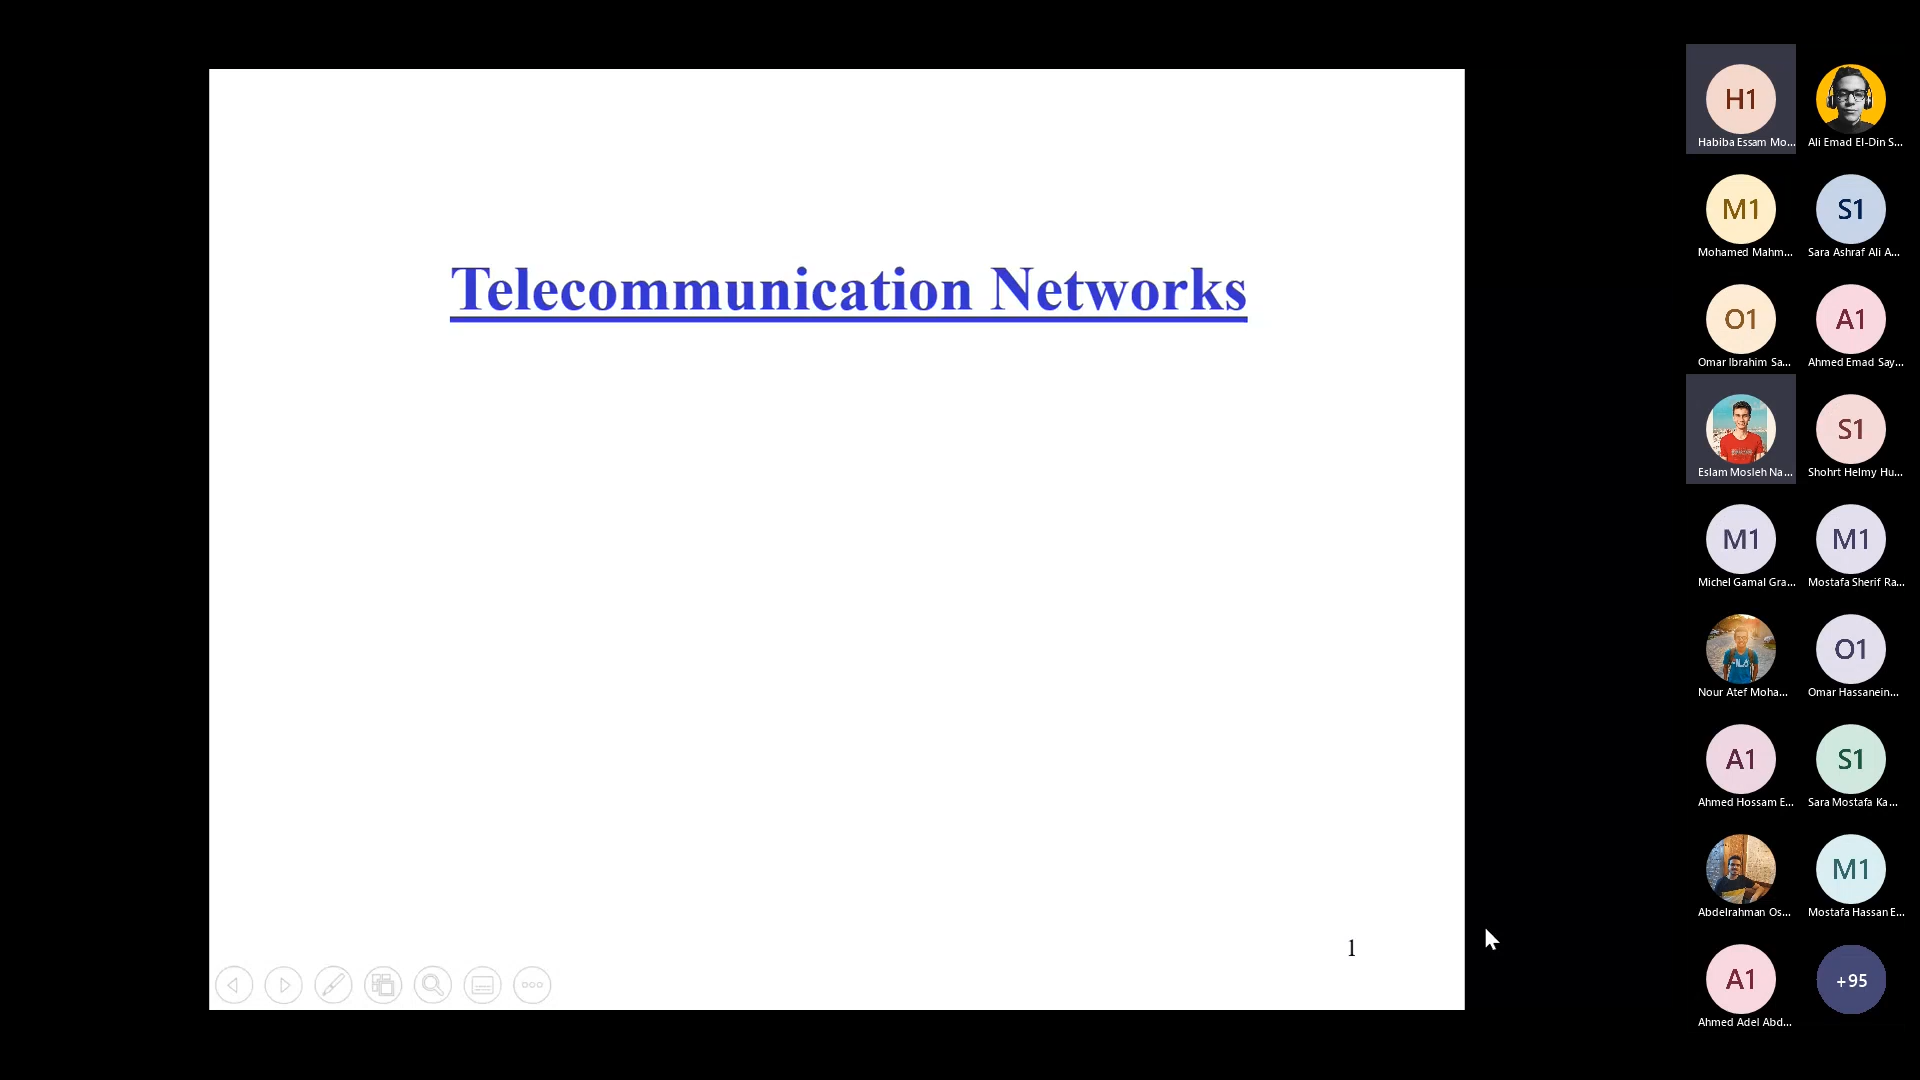 Telecommunication Networks
1
H1
Habiba Essam Mo...
Ali Emad El-Din S...
M1
Mohamed Mahm...
S1
Sara Ashraf Ali A...
O1
Omar Ibrahim Sa...
A1
Ahmed Emad Say...
Eslam Mosleh Na...
S1
Shohrt Helmy Hu...
M1
Michel Gamal Gra...
M1
Mostafa Sherif Ra...
Nour Atef Moha...
O1
Omar Hassanein...
A1
Ahmed Hossam E...
S1
Sara Mostafa Ka...
Abdelrahman Os...
M1
Mostafa Hassan E...
A1
Ahmed Adel Abd...
+95